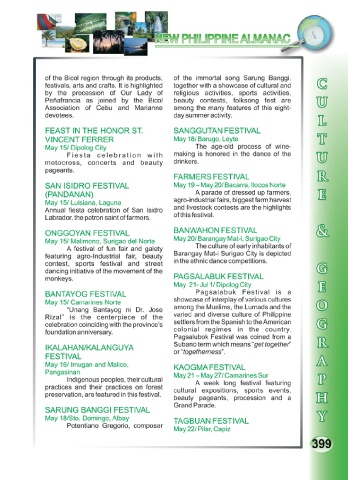 NEW PHILIPPINE ALMANAC
of the Bicol region through its products,
festivals, arts and crafts. It is highlighted
by the procession of Our Lady of
Peñafrancia as joined by the Bicol
Association of Cebu and Marianne
devotees.
FEAST IN THE HONOR ST.
VINCENT FERRER
May 15/ Dipolog City
Fiesta celebration with
motocross, concerts and beauty
pageants.
SAN ISIDRO FESTIVAL
(PANDANAN)
May 15/ Luisiana, Laguna
Annual fiesta celebration of San Isidro
Labrador, the patron saint of farmers.
ONGGOYAN FESTIVAL
May 15/ Malimono, Surigao del Norte
A festival of fun fair and gaiety
featuring agro-Industrial fair, beauty
contest, sports festival and street
dancing initiative of the movement of the
monkeys.
BANTAYOG FESTIVAL
May 15/ Camarines Norte
"Unang Bantayog ni Dr. Jose
Rizal" is the centerpiece of the
celebration coinciding with the province's
foundation anniversary.
IKALAHAN/KALANGUYA
FESTIVAL
May 16/ Imugan and Malico,
Pangasinan
Indigenous peoples, their cultural
practices and their practices on forest
preservation, are featured in this festival.
SARUNG BANGGI FESTIVAL
May 18/Sto. Domingo, Albay
Potentiano Gregorio, composer
of the immortal song Sarung Banggi,
together with a showcase of cultural and
religious activities, sports activities,
beauty contests, folksong fest are
among the many features of this eight-
day summer activity.
SANGGUTAN FESTIVAL
May 18/ Barugo, Leyte
The age-old process of wine-
making is honored in the dance of the
drinkers.
FARMERS FESTIVAL
May 19 – May 20/ Bacarra, Ilocos Norte
A parade of dressed up farmers,
agro-industrial fairs, biggest farm harvest
and livestock contests are the highlights
of this festival.
BANWAHON FESTIVAL
May 20/ Barangay Mat-i, Surigao City
The culture of early inhabitants of
Barangay Mat-i Surigao City is depicted
in the ethnic dance competitions.
PAGSALABUK FESTIVAL
May 21- Jul 1/ Dipolog City
Pagsalabuk Festival is a
showcase of interplay of various cultures
among the Muslims, the Lumads and the
varied and diverse culture of Philippine
settlers from the Spanish to the American
colonial regimes in the country.
Pagsalabok Festival was coined from a
Subano term which means "get together"
or "togetherness".
KAOGMA FESTIVAL
May 21 – May 27/ Camarines Sur
A week long festival featuring
cultural expositions, sports events,
beauty pageants, procession and a
Grand Parade.
TAGBUAN FESTIVAL
May 22/ Pilar, Capiz
C
U
L
T
U
R
E
&
G
E
O
G
R
A
P
H
Y
399